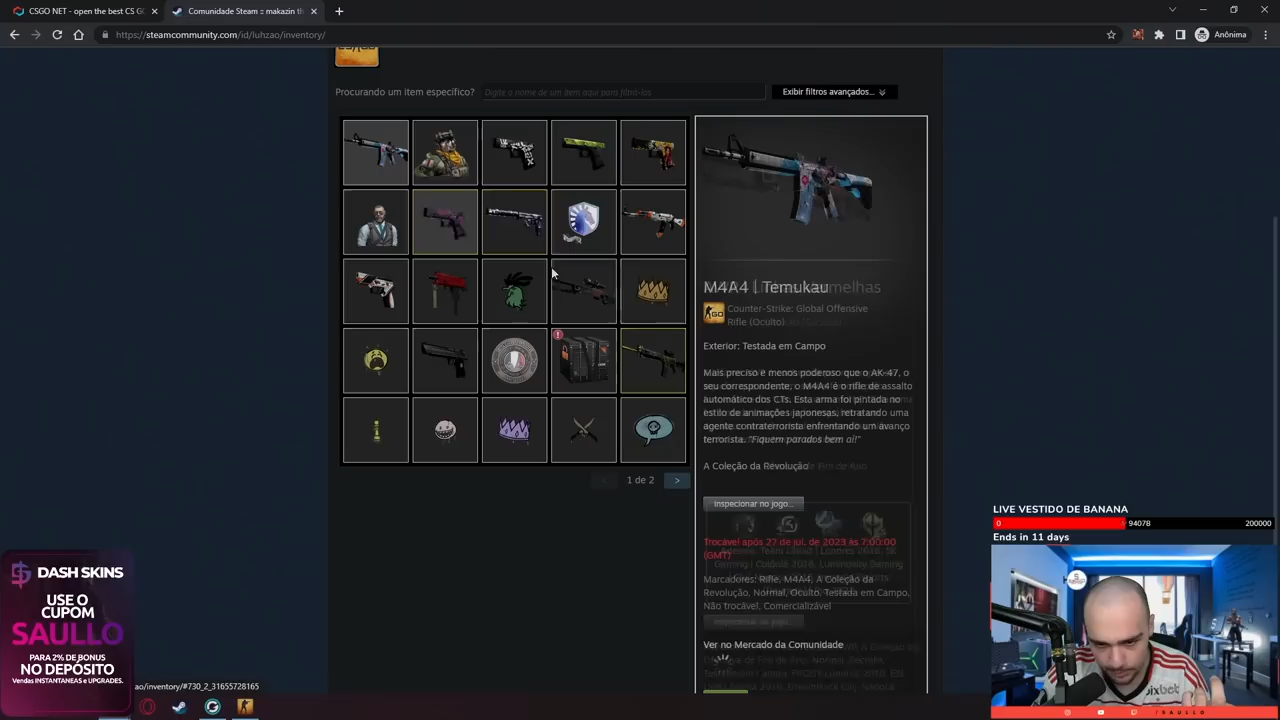 CSGO NET - open the best CS G
Comunidade Steam :: makazin th
https://steamcommunity.com/id/luhzao/inventory/
Anônima
Procurando um item específico?
Digite o nome de um item aqui para filtrá-los
Exibir filtros avançados...
M4A4 | Temukau
Counter-Strike: Global Offensive
Rifle (Oculto)
Exterior: Testada em Campo
Mais preciso e menos poderoso que o AK-47, o
seu correspondente, o M4A4 é o rifle de assalto
automático dos CTs. Esta arma foi pintada no
estilo de animações japonesas, retratando uma
agente contraterrorista enfrentando um avanço
terrorista. "Fiquem parados bem aí!"
A Coleção da Revolução
1 de 2
>
Inspecionar no jogo...
Trocável após 27 de jul. de 2023 às 7:00:00
(GMT)
Marcadores: Rifle, M4A4, A Coleção da
Revolução, Normal, Oculto, Testada em Campo,
Não trocável, Comercializável
Ver no Mercado da Comunidade
LIVE VESTIDO DE BANANA
0 94078 200000
Ends in 11 days
DASH SKINS
USE O
CUPOM
SAULLO
PARA 2% DE BONUS
NO DEPÓSITO
Vendas INSTANTANEAS e UPGRADES.
ao/inventory/#730_2_31655728165
pixbet